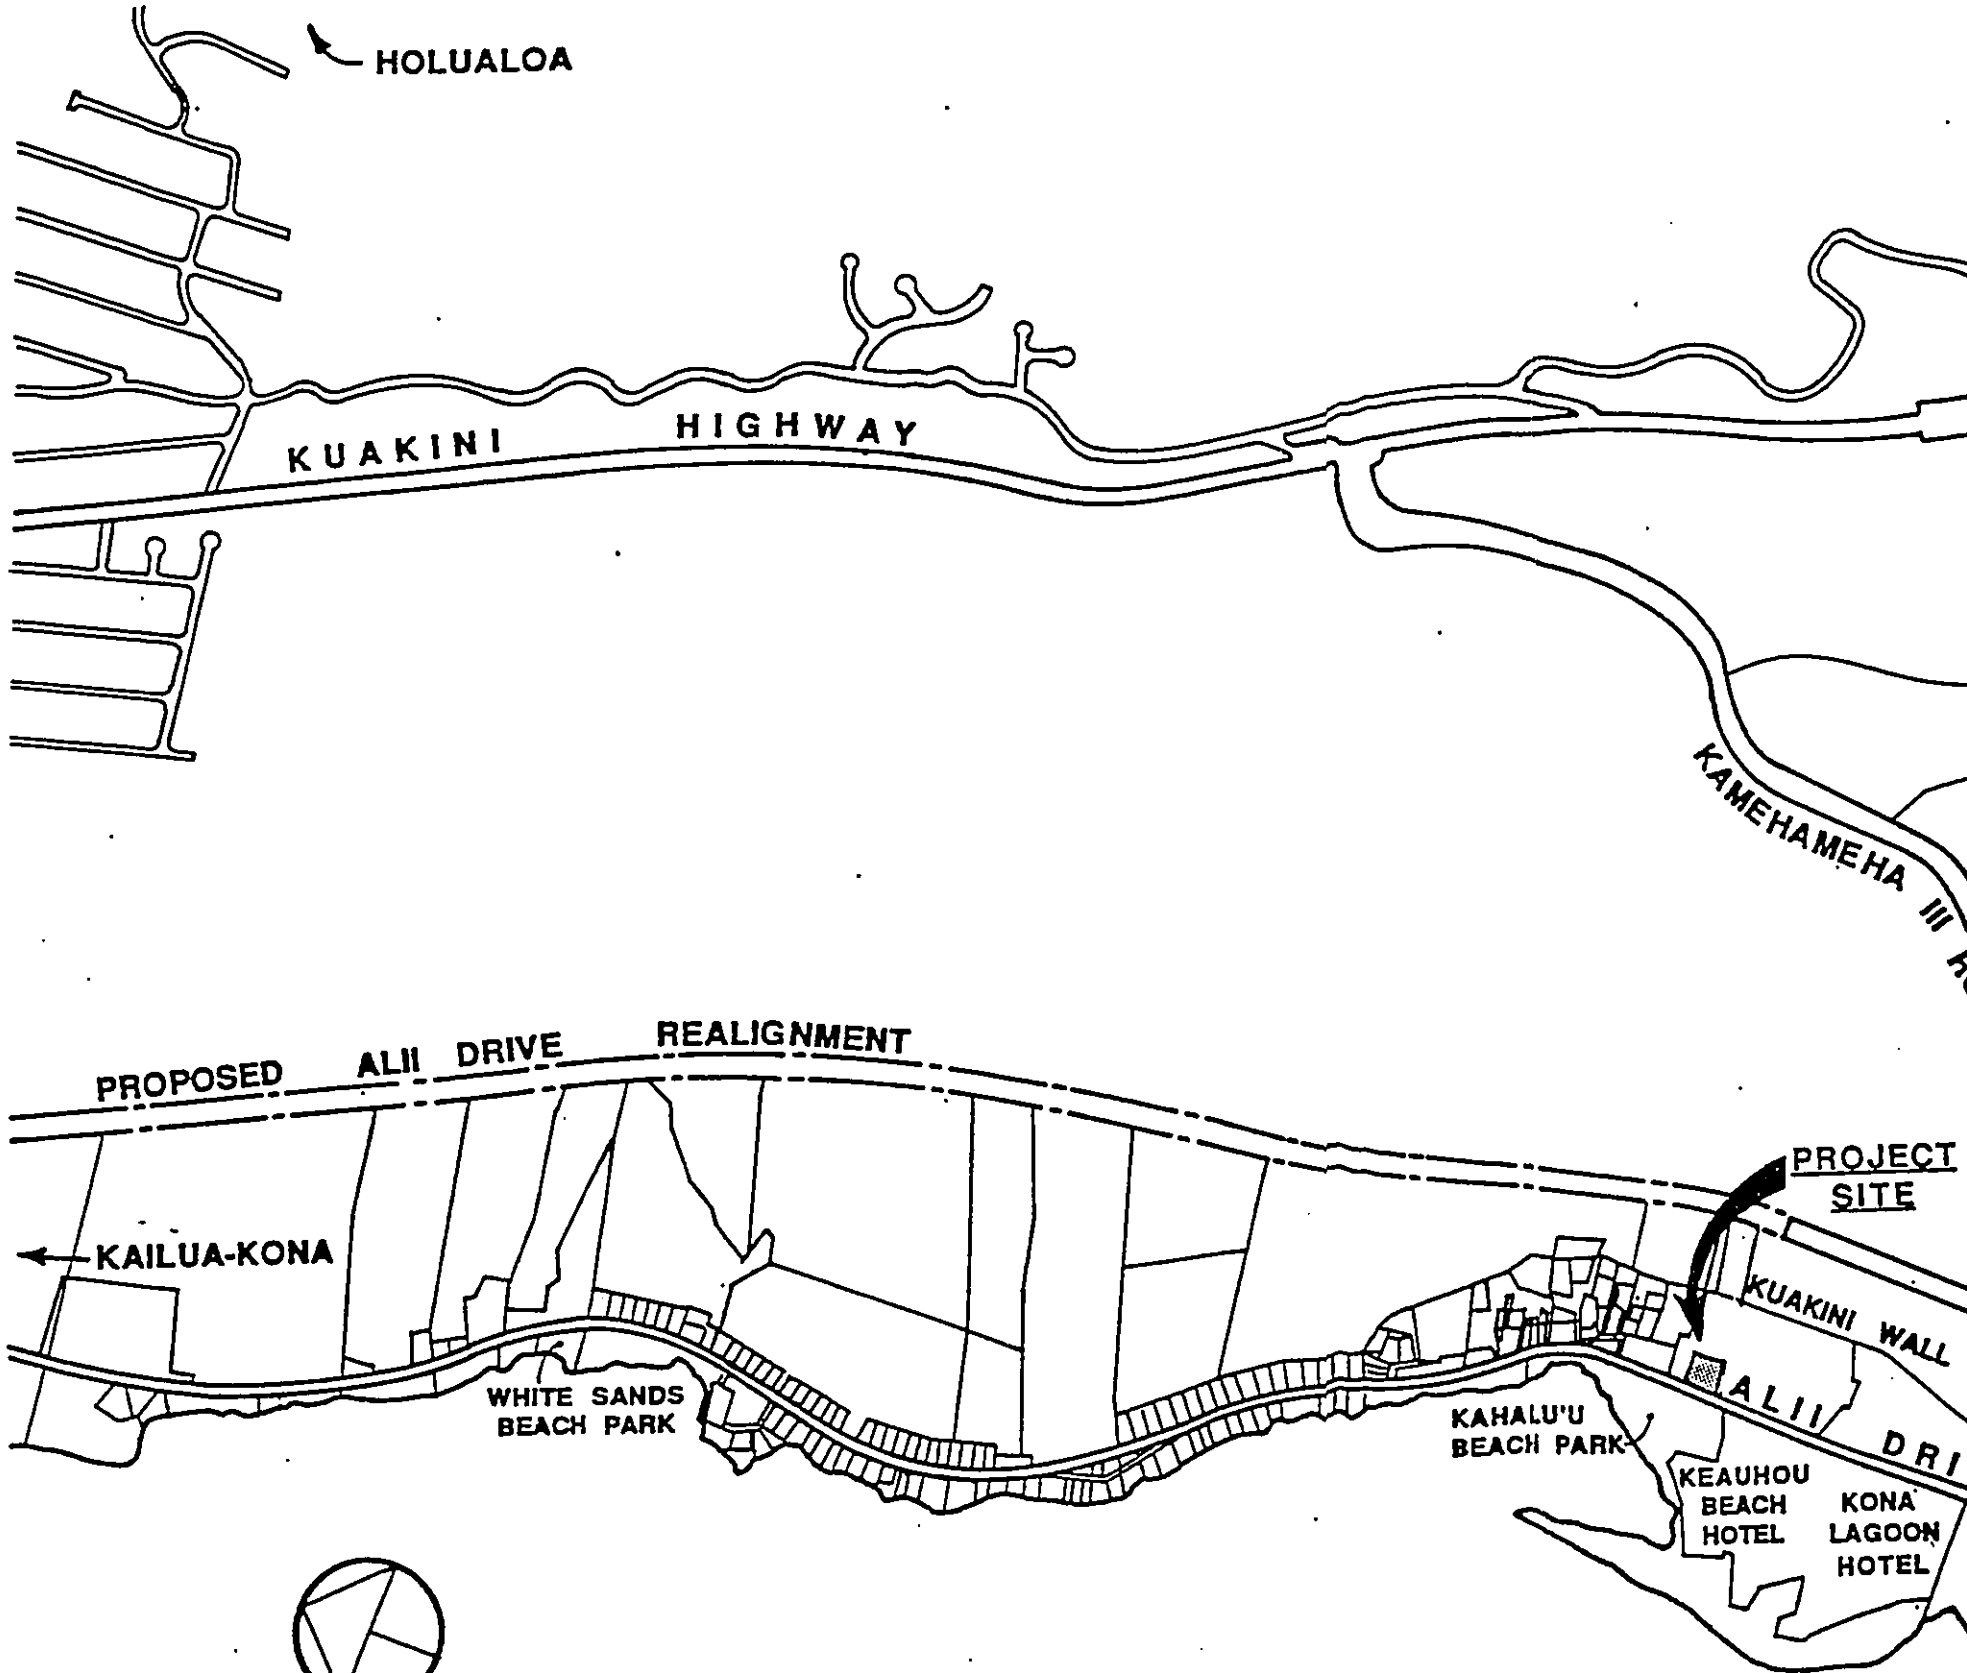 HOLUALOA
KUAKINI HIGHWAY
KAMEHAMEHA III
PROPOSED ALII DRIVE REALIGNMENT
PROJECT
SITE
KAILUA-KONA
KUAKINI WALL
WHITE SANDS
BEACH PARK
ALII DRI
KAHALU'U
BEACH PARK
KEAUHOU
BEACH
HOTEL
KONA
LAGOON
HOTEL